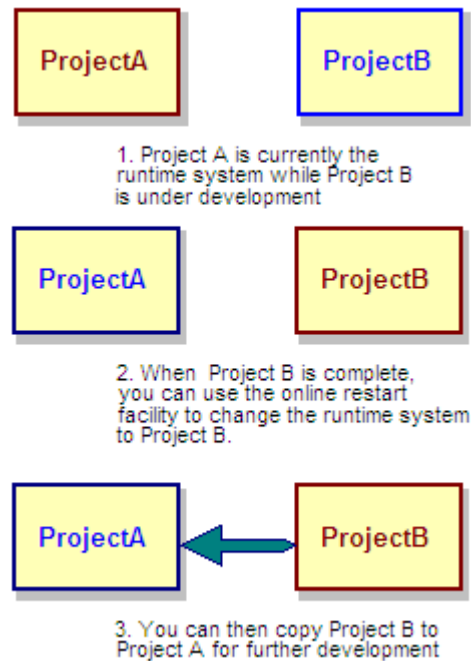 ProjectA
ProjectB
1. Project A is currently the
runtime system while Project B
is under development
ProjectA
ProjectB
2. When Project B is complete,
you can use the online restart
facility to change the runtime system
to Project B.
ProjectA
ProjectB
3. You can then copy Project B to
Project A for further development